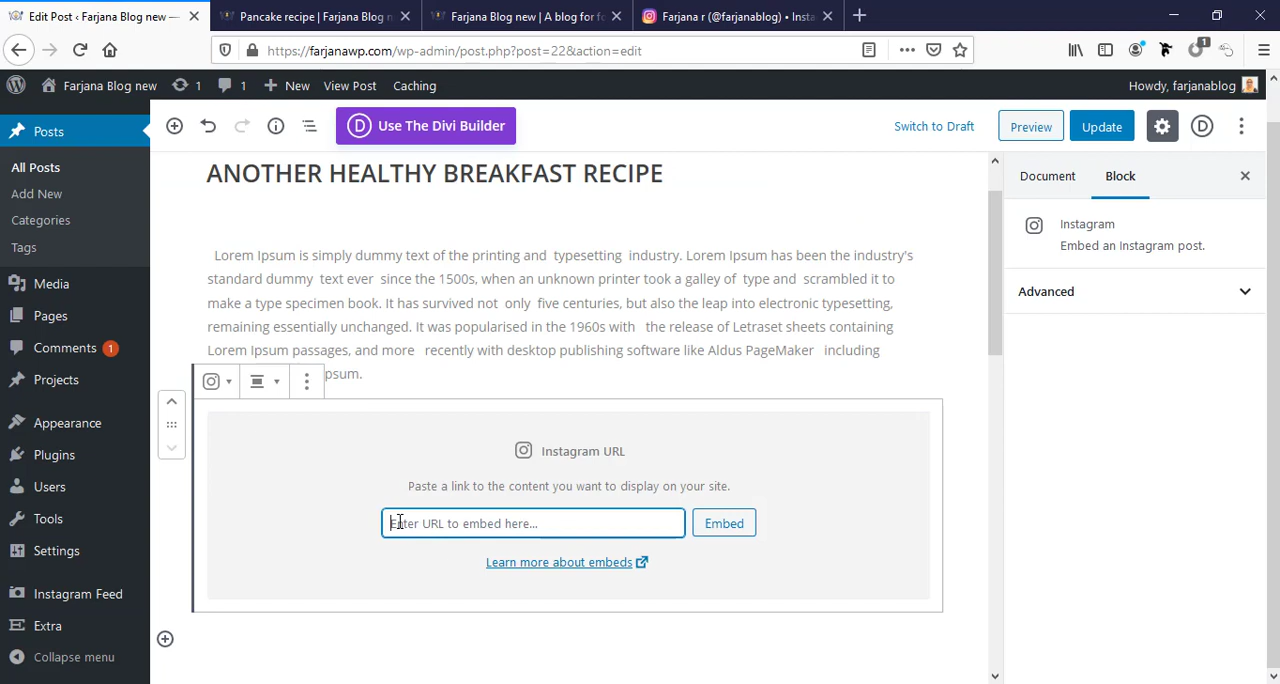 Edit Post ‹ Farjana Blog new —
Pancake recipe | Farjana Blog n
Farjana Blog new | A blog for fo
Farjana r (@farjanablog) • Insta
https://farjanawp.com/wp-admin/post.php?post=22&action=edit
1
Farjana Blog new
1
1
New
View Post
Caching
Howdy, farjanablog
Posts
All Posts
Add New
Categories
Tags
Media
Pages
Comments 1
Projects
Appearance
Plugins
Users
Tools
Settings
Instagram Feed
Extra
Collapse menu
D Use The Divi Builder
Switch to Draft
Preview
Update
D
ANOTHER HEALTHY BREAKFAST RECIPE
Lorem Ipsum is simply dummy text of the printing and typesetting industry. Lorem Ipsum has been the industry's
standard dummy text ever since the 1500s, when an unknown printer took a galley of type and scrambled it to
make a type specimen book. It has survived not only five centuries, but also the leap into electronic typesetting,
remaining essentially unchanged. It was popularised in the 1960s with the release of Letraset sheets containing
Lorem Ipsum passages, and more recently with desktop publishing software like Aldus PageMaker including
psum.
Instagram URL
Paste a link to the content you want to display on your site.
Enter URL to embed here...
Embed
Learn more about embeds
Document
Block
Instagram
Embed an Instagram post.
Advanced